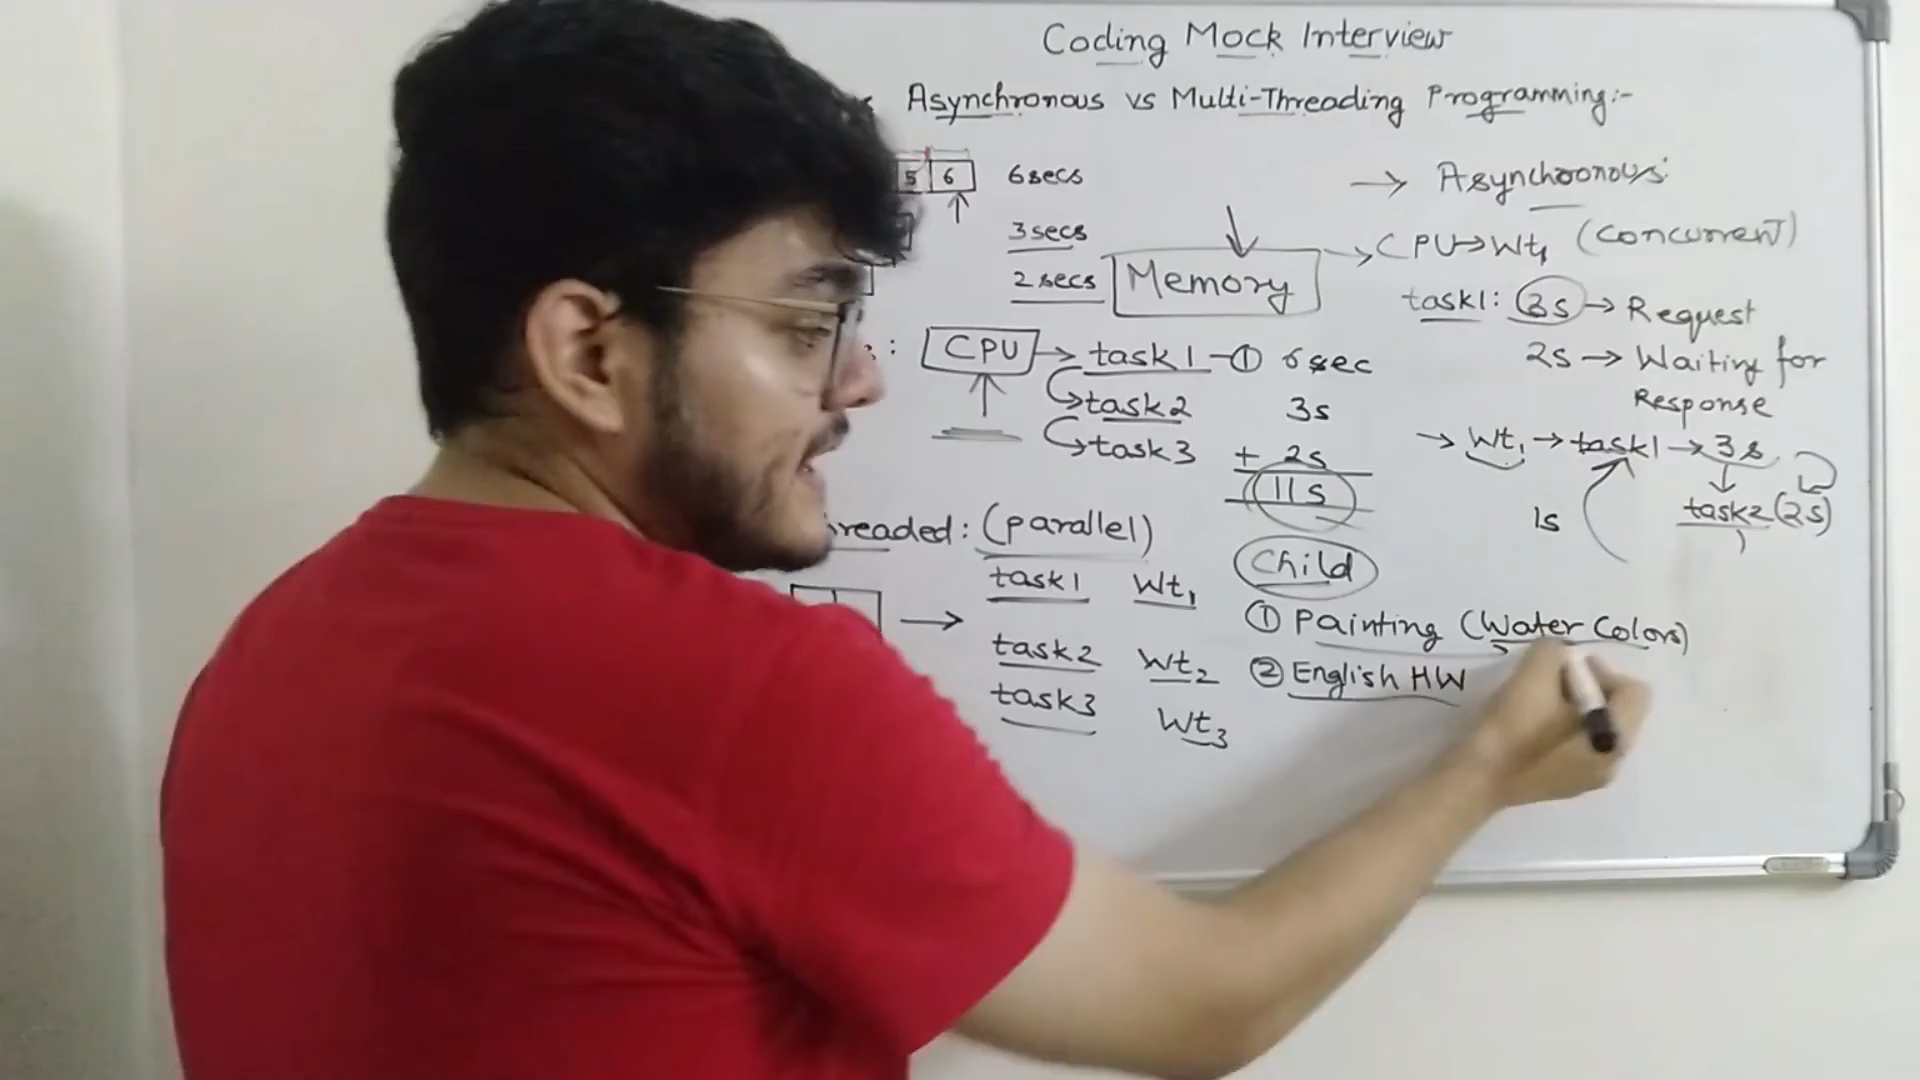 Coding Mock Interview
Asynchronous vs Multi-Threading Programming:-
5 6 6secs
3secs
2secs
Memory
: CPU → task1 - ① 6sec
task2 3s
task3 + 2s
11s
readed: (parallel)
task1 Wt1
task2 Wt2
task3 Wt3
→ Asynchronous:
→ CPU → Wt1 (concurrent)
task1: 3s → Request
2s → Waiting for
Response
→ Wt1 → task1 → 3s
1s task2 (2s)
Child
① Painting (Water Colors)
② English HW